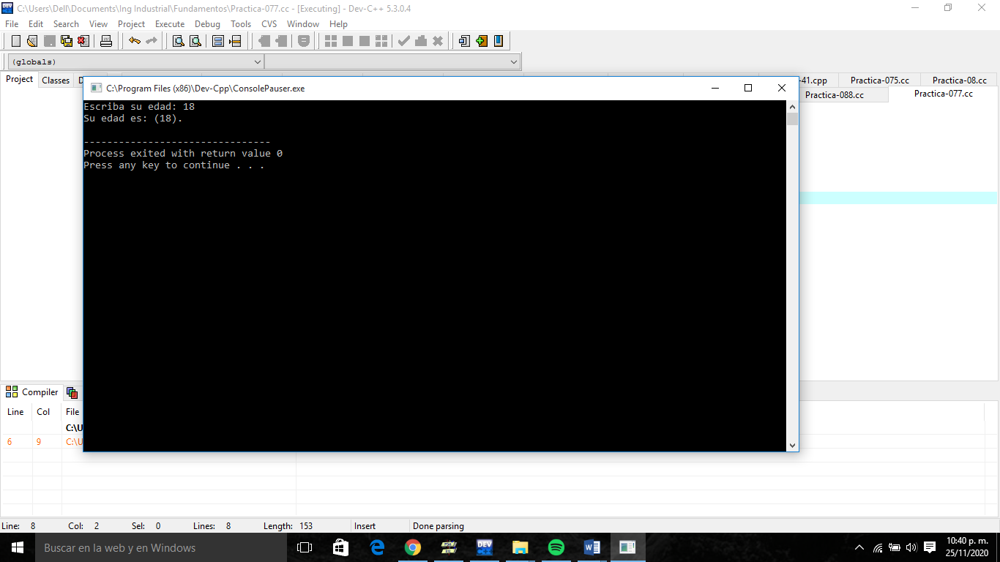 C:\Users\Dell\Documents\Ing Industrial\Fundamentos\Practica-077.cc - [Executing] - Dev-C++ 5.3.0.4
File Edit Search View Project Execute Debug Tools CVS Window Help
(globals)
Project Classes D -41.cpp Practica-075.cc Practica-08.cc
Practica-088.cc Practica-077.cc
C:\Program Files (x86)\Dev-Cpp\ConsolePauser.exe
Escriba su edad: 18
Su edad es: (18).
--------------------------------
Process exited with return value 0
Press any key to continue . . .
Compiler
Line Col File
C:\U
6 9 C:\U
Line: 8 Col: 2 Sel: 0 Lines: 8 Length: 153 Insert Done parsing
Buscar en la web y en Windows
DEV
W
10:40 p. m.
25/11/2020